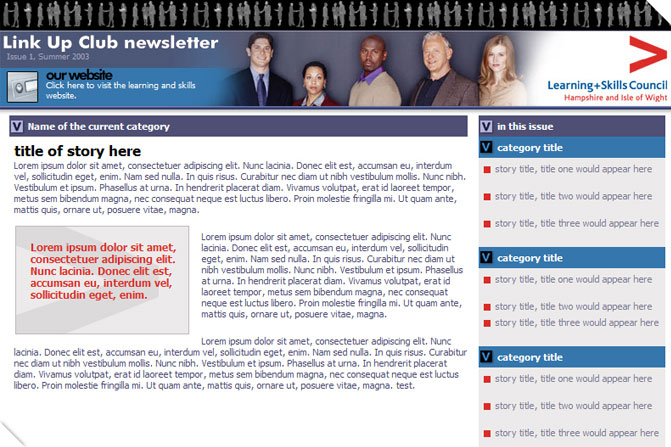 Link Up Club newsletter
Issue 1, Summer 2003
our website
Click here to visit the learning and skills
website.
Learning+Skills Council
Hampshire and Isle of Wight
Name of the current category
title of story here
Lorem ipsum dolor sit amet, consectetuer adipiscing elit. Nunc lacinia. Donec elit est, accumsan eu, interdum
vel, sollicitudin eget, enim. Nam sed nulla. In quis risus. Curabitur nec diam ut nibh vestibulum mollis. Nunc nibh.
Vestibulum et ipsum. Phasellus at urna. In hendrerit placerat diam. Vivamus volutpat, erat id laoreet tempor,
metus sem bibendum magna, nec consequat neque est luctus libero. Proin molestie fringilla mi. Ut quam ante,
mattis quis, ornare ut, posuere vitae, magna.
Lorem ipsum dolor sit amet,
consectetuer adipiscing elit.
Nunc lacinia. Donec elit est,
accumsan eu, interdum vel,
sollicitudin eget, enim.
Lorem ipsum dolor sit amet, consectetuer adipiscing elit. Nunc
lacinia. Donec elit est, accumsan eu, interdum vel, sollicitudin
eget, enim. Nam sed nulla. In quis risus. Curabitur nec diam ut
nibh vestibulum mollis. Nunc nibh. Vestibulum et ipsum. Phasellus
at urna. In hendrerit placerat diam. Vivamus volutpat, erat id
laoreet tempor, metus sem bibendum magna, nec consequat
neque est luctus libero. Proin molestie fringilla mi. Ut quam ante,
mattis quis, ornare ut, posuere vitae, magna.
Lorem ipsum dolor sit amet, consectetuer adipiscing elit. Nunc
lacinia. Donec elit est, accumsan eu, interdum vel, sollicitudin eget, enim. Nam sed nulla. In quis risus. Curabitur
nec diam ut nibh vestibulum mollis. Nunc nibh. Vestibulum et ipsum. Phasellus at urna. In hendrerit placerat
diam. Vivamus volutpat, erat id laoreet tempor, metus sem bibendum magna, nec consequat neque est luctus
libero. Proin molestie fringilla mi. Ut quam ante, mattis quis, ornare ut, posuere vitae, magna. test.
in this issue
category title
story title, title one would appear here
story title, title two would appear here
story title, title three would appear here
category title
story title, title one would appear here
story title, title two would appear here
story title, title three would appear here
category title
story title, title one would appear here
story title, title two would appear here
story title, title three would appear here